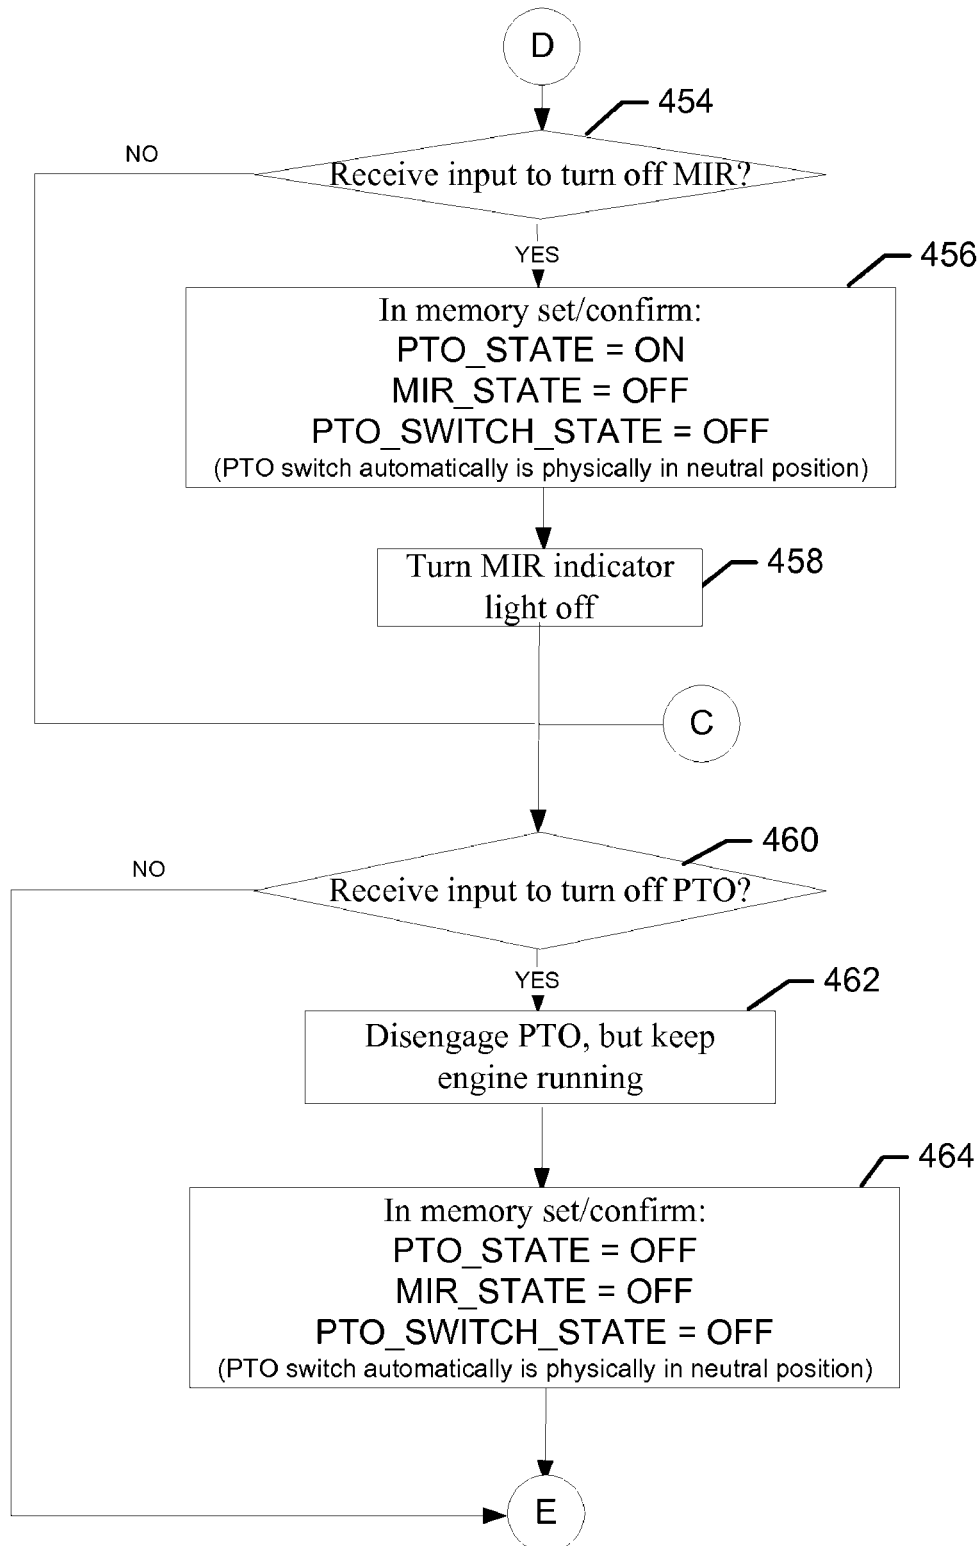 D
454
NO
Receive input to turn off MIR?
YES
456
In memory set/confirm:
PTO_STATE = ON
MIR_STATE = OFF
PTO_SWITCH_STATE = OFF
(PTO switch automatically is physically in neutral position)
458
Turn MIR indicator
light off
C
460
NO
Receive input to turn off PTO?
YES
462
Disengage PTO, but keep
engine running
464
In memory set/confirm:
PTO_STATE = OFF
MIR_STATE = OFF
PTO_SWITCH_STATE = OFF
(PTO switch automatically is physically in neutral position)
E